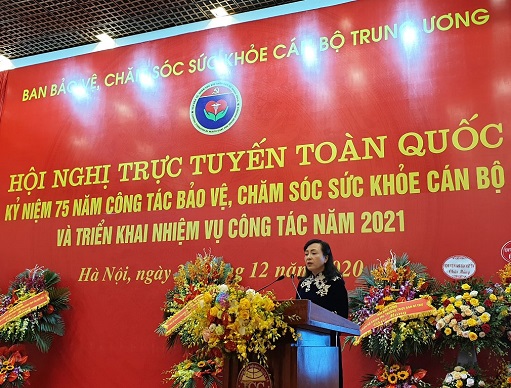 BAN BẢO VỆ, CHĂM SÓC SỨC KHỎE CÁN BỘ TRUNG ƯƠNG
HỘI NGHỊ TRỰC TUYẾN TOÀN QUỐC
KỶ NIỆM 75 NĂM CÔNG TÁC BẢO VỆ, CHĂM SÓC SỨC KHỎE CÁN BỘ
VÀ TRIỂN KHAI NHIỆM VỤ CÔNG TÁC NĂM 2021
Hà Nội, ngày 12 năm 2020